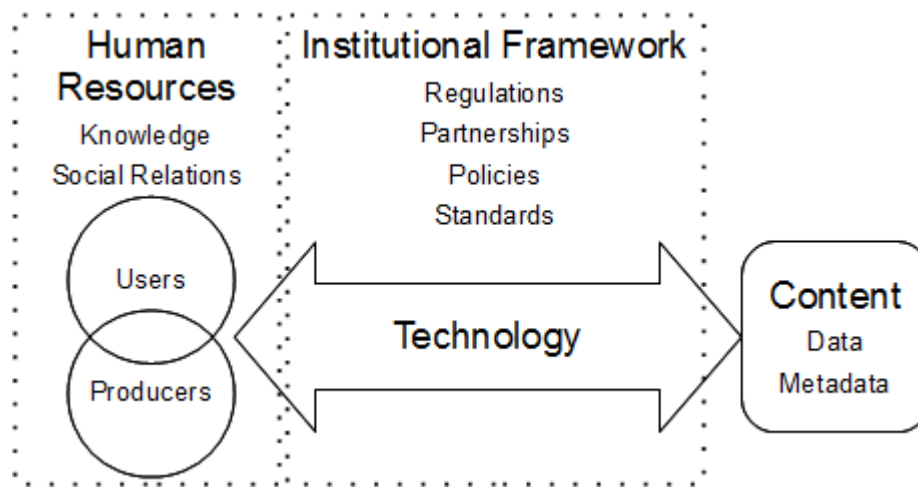 Human
Resources
Knowledge
Social Relations
Users
Producers
Institutional Framework
Regulations
Partnerships
Policies
Standards
Technology
Content
Data
Metadata